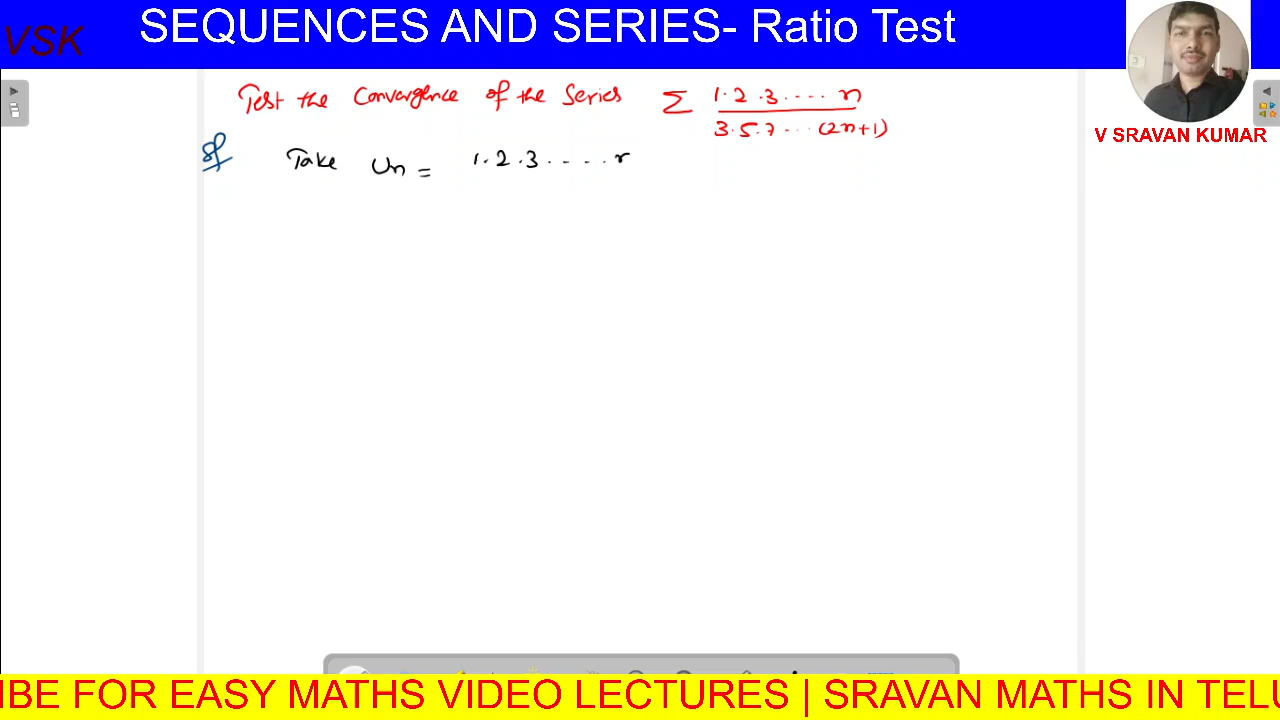 VSK
SEQUENCES AND SERIES- Ratio Test
V SRAVAN KUMAR
Test the Convergence of the Series Σ 1·2·3····n
3·5·7···(2n+1)
Sol Take Un = 1·2·3·····r
IBE FOR EASY MATHS VIDEO LECTURES | SRAVAN MATHS IN TELU